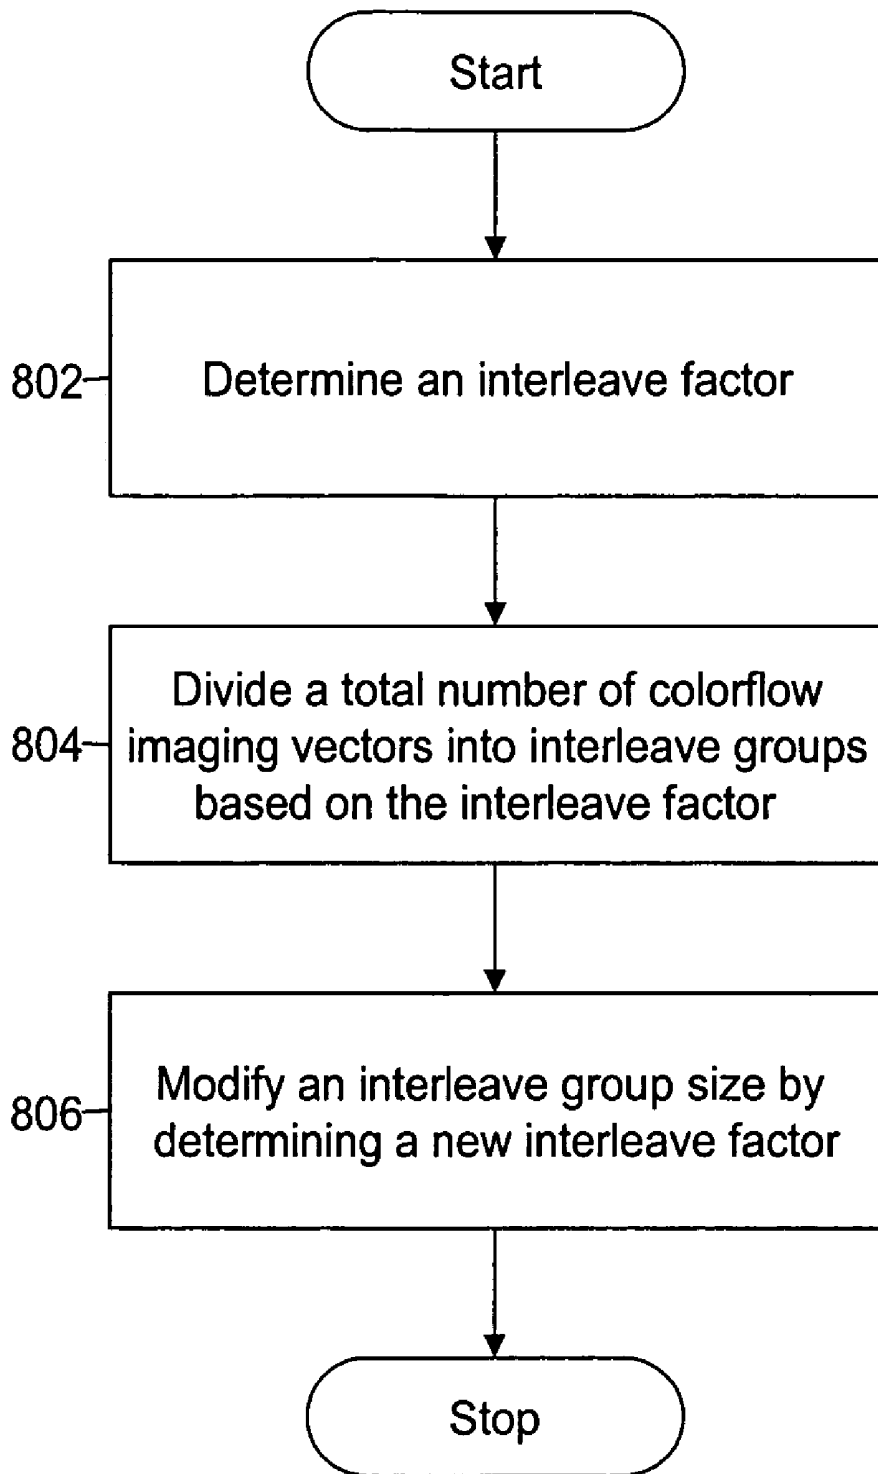 Start
802
Determine an interleave factor
804
Divide a total number of colorflow
imaging vectors into interleave groups
based on the interleave factor
806
Modify an interleave group size by
determining a new interleave factor
Stop